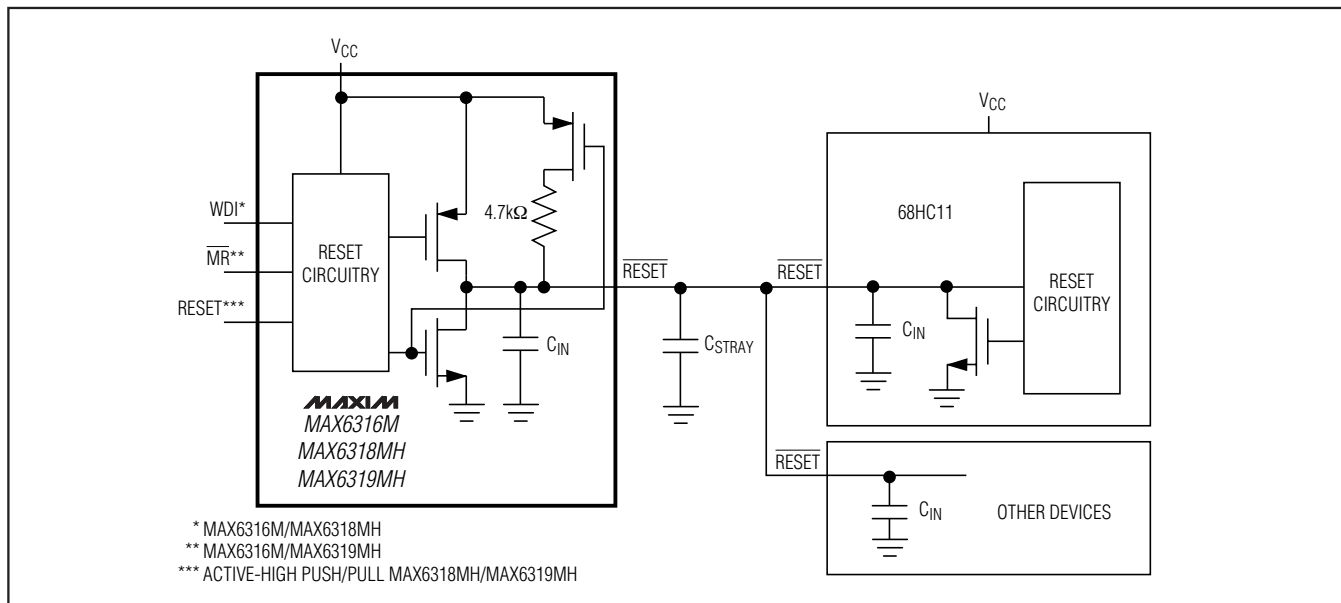 VCC
VCC
WDI*
MR**
RESET***
RESET
CIRCUITRY
4.7kΩ
RESET
RESET
CIN
CSTRAY
CIN
68HC11
RESET
CIRCUITRY
MAXIM
MAX6316M
MAX6318MH
MAX6319MH
RESET
CIN
OTHER DEVICES
* MAX6316M/MAX6318MH
** MAX6316M/MAX6319MH
*** ACTIVE-HIGH PUSH/PULL MAX6318MH/MAX6319MH